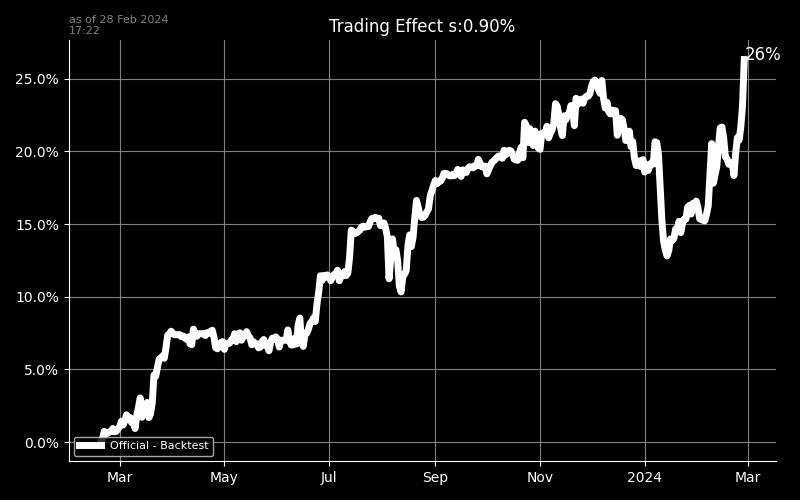 as of 28 Feb 2024
17:22
Trading Effect s:0.90%
26%
25.0%
20.0%
15.0%
10.0%
5.0%
0.0%
Official - Backtest
Mar May Jul Sep Nov 2024 Mar